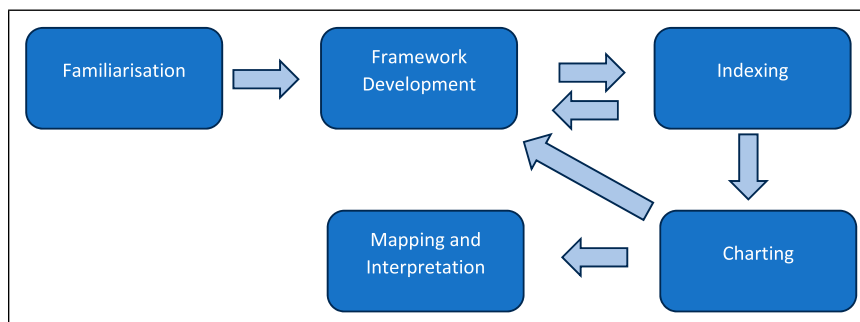 Familiarisation
Framework
Development
Indexing
Mapping and
Interpretation
Charting